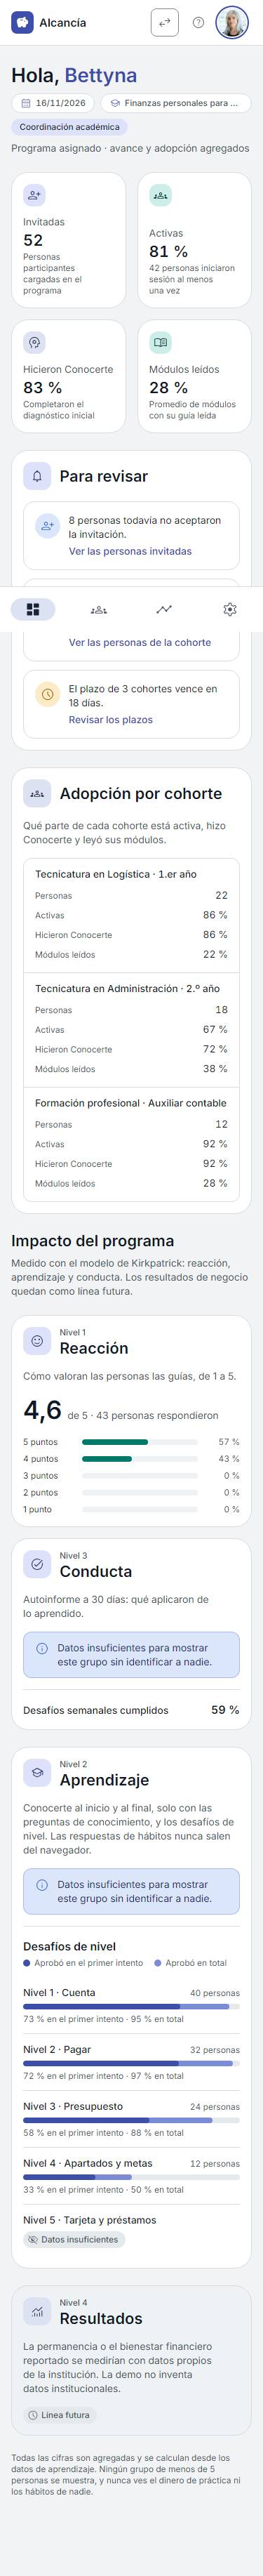 Alcancía
Hola, Bettyna
16/11/2026
Finanzas personales para ...
Coordinación académica
Programa asignado · avance y adopción agregados
Invitadas
52
Personas
participantes
cargadas en el
programa
Activas
81 %
42 personas iniciaron
sesión al menos
una vez
Hicieron Conocerte
83 %
Completaron el
diagnóstico inicial
Módulos leídos
28 %
Promedio de módulos
con su guía leída
Para revisar
8 personas todavía no aceptaron
la invitación.
Ver las personas invitadas
Ver las personas de la cohorte
El plazo de 3 cohortes vence en
18 días.
Revisar los plazos
Adopción por cohorte
Qué parte de cada cohorte está activa, hizo
Conocerte y leyó sus módulos.
Tecnicatura en Logística · 1.er año
Personas 22
Activas 86 %
Hicieron Conocerte 86 %
Módulos leídos 22 %
Tecnicatura en Administración · 2.º año
Personas 18
Activas 67 %
Hicieron Conocerte 72 %
Módulos leídos 38 %
Formación profesional · Auxiliar contable
Personas 12
Activas 92 %
Hicieron Conocerte 92 %
Módulos leídos 28 %
Impacto del programa
Medido con el modelo de Kirkpatrick: reacción,
aprendizaje y conducta. Los resultados de negocio
quedan como línea futura.
Nivel 1
Reacción
Cómo valoran las personas las guías, de 1 a 5.
4,6 de 5 · 43 personas respondieron
5 puntos 57 %
4 puntos 43 %
3 puntos 0 %
2 puntos 0 %
1 punto 0 %
Nivel 3
Conducta
Autoinforme a 30 días: qué aplicaron de
lo aprendido.
Datos insuficientes para mostrar
este grupo sin identificar a nadie.
Desafíos semanales cumplidos 59 %
Nivel 2
Aprendizaje
Conocerte al inicio y al final, solo con las
preguntas de conocimiento, y los desafíos de
nivel. Las respuestas de hábitos nunca salen
del navegador.
Datos insuficientes para mostrar
este grupo sin identificar a nadie.
Desafíos de nivel
Aprobó en el primer intento Aprobó en total
Nivel 1 · Cuenta 40 personas
73 % en el primer intento · 95 % en total
Nivel 2 · Pagar 32 personas
72 % en el primer intento · 97 % en total
Nivel 3 · Presupuesto 24 personas
58 % en el primer intento · 88 % en total
Nivel 4 · Apartados y metas 12 personas
33 % en el primer intento · 50 % en total
Nivel 5 · Tarjeta y préstamos
Datos insuficientes
Nivel 4
Resultados
La permanencia o el bienestar financiero
reportado se medirían con datos propios
de la institución. La demo no inventa
datos institucionales.
Línea futura
Todas las cifras son agregadas y se calculan desde los
datos de aprendizaje. Ningún grupo de menos de 5
personas se muestra, y nunca ves el dinero de práctica ni
los hábitos de nadie.